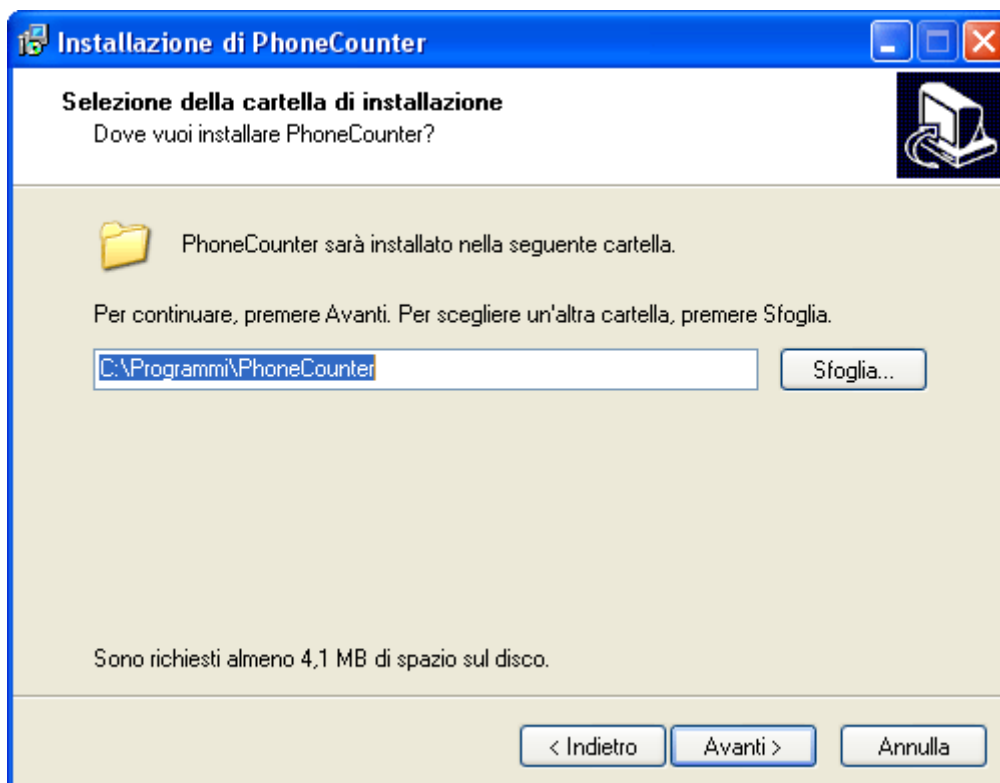 Installazione di PhoneCounter
Selezione della cartella di installazione
Dove vuoi installare PhoneCounter?
PhoneCounter sarà installato nella seguente cartella.
Per continuare, premere Avanti. Per scegliere un'altra cartella, premere Sfoglia.
C:\Programmi\PhoneCounter
Sfoglia...
Sono richiesti almeno 4,1 MB di spazio sul disco.
< Indietro
Avanti >
Annulla